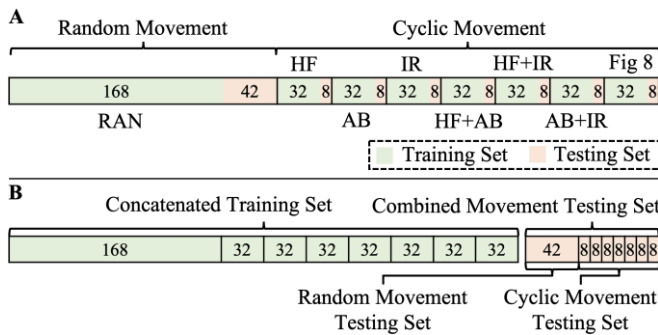 A
Random Movement Cyclic Movement
HF IR HF+IR Fig 8
168 42 32 8 32 8 32 8 32 8 32 8 32 8 32 8
RAN AB HF+AB AB+IR
Training Set Testing Set
B
Concatenated Training Set Combined Movement Testing Set
168 32 32 32 32 32 32 32 42 8 8 8 8 8 8 8
Random Movement Cyclic Movement
Testing Set Testing Set